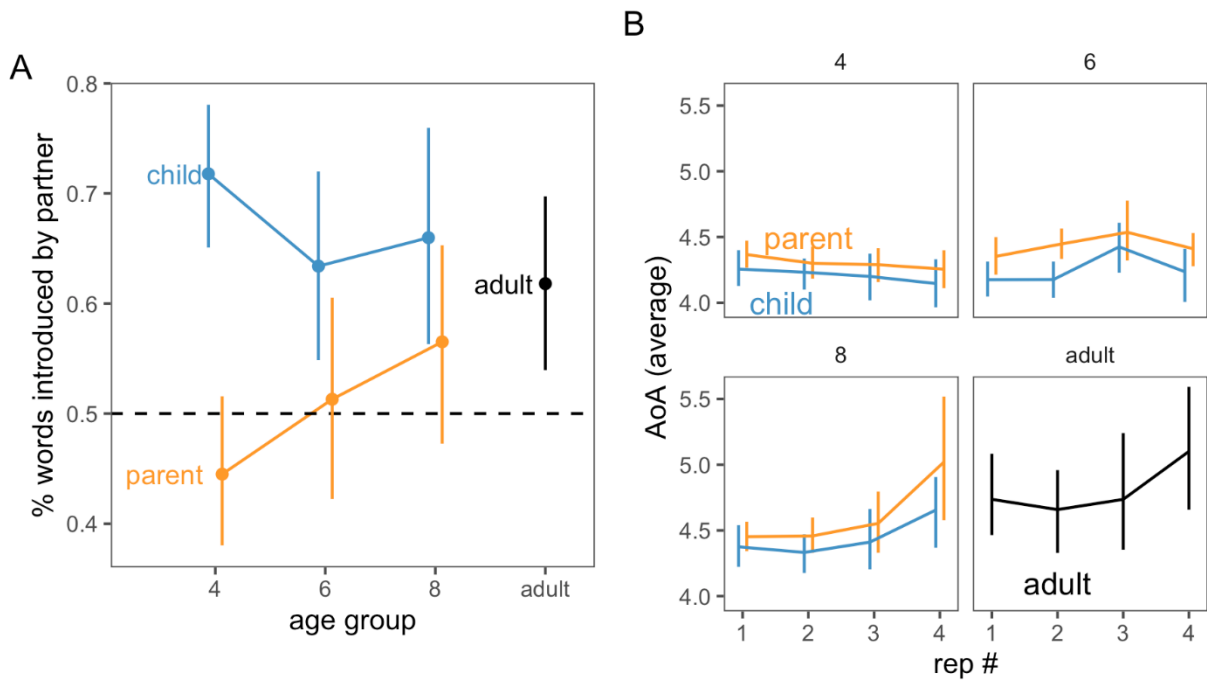 A
% words introduced by partner
0.8
0.7
0.6
0.5
0.4
child
parent
adult
4
6
8
adult
age group
B
AoA (average)
4
6
5.5
5.0
4.5
4.0
parent
child
8
adult
5.5
5.0
4.5
4.0
adult
1
2
3
4
1
2
3
4
rep #